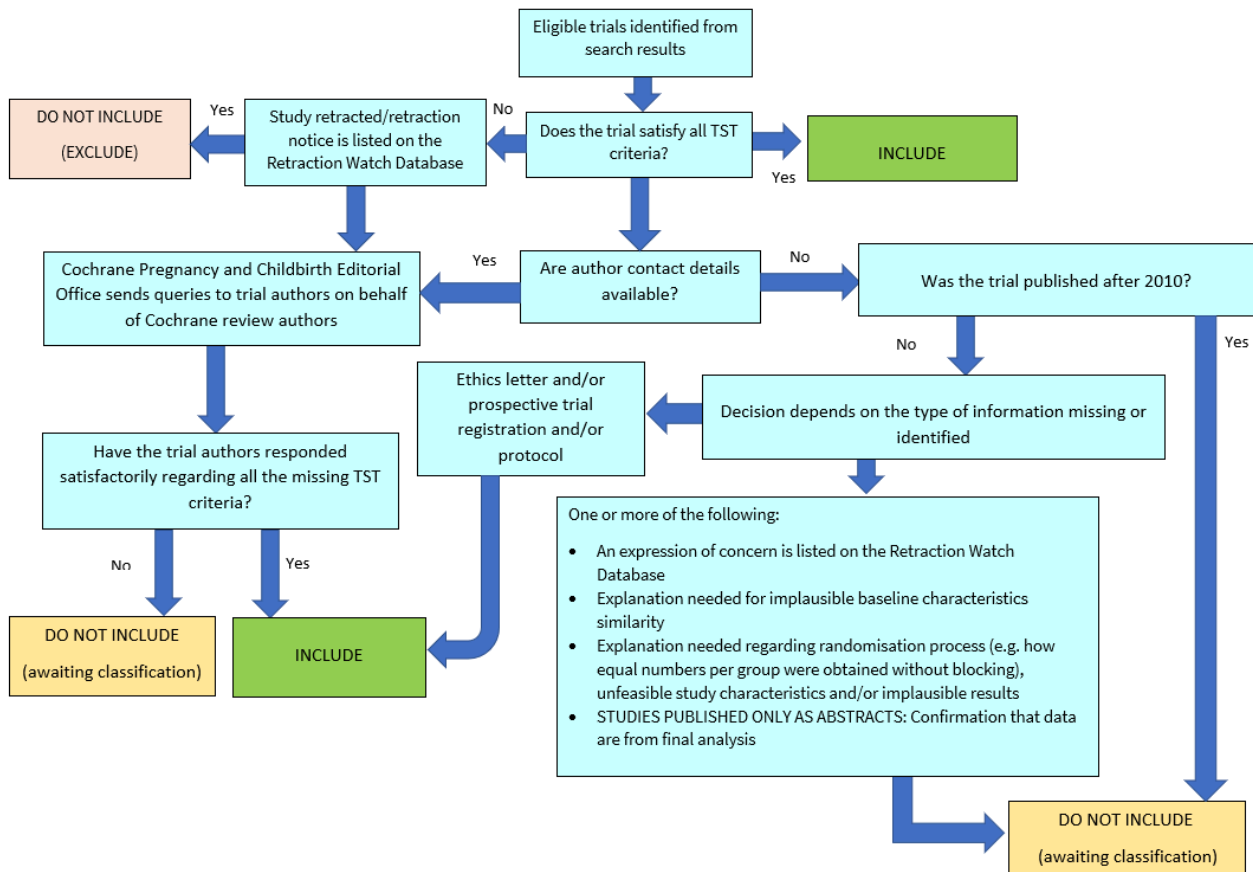 Eligible trials identified from
search results
DO NOT INCLUDE
(EXCLUDE)
Yes
Study retracted/retraction
notice is listed on the
Retraction Watch Database
No
Does the trial satisfy all TST
criteria?
Yes
INCLUDE
Cochrane Pregnancy and Childbirth Editorial
Office sends queries to trial authors on behalf
of Cochrane review authors
Yes
Are author contact details
available?
No
Was the trial published after 2010?
No
Yes
Ethics letter and/or
prospective trial
registration and/or
protocol
Decision depends on the type of information missing or
identified
Have the trial authors responded
satisfactorily regarding all the missing TST
criteria?
No
Yes
DO NOT INCLUDE
(awaiting classification)
INCLUDE
One or more of the following:
• An expression of concern is listed on the Retraction Watch
Database
• Explanation needed for implausible baseline characteristics
similarity
• Explanation needed regarding randomisation process (e.g. how
equal numbers per group were obtained without blocking),
unfeasible study characteristics and/or implausible results
• STUDIES PUBLISHED ONLY AS ABSTRACTS: Confirmation that data
are from final analysis
DO NOT INCLUDE
(awaiting classification)